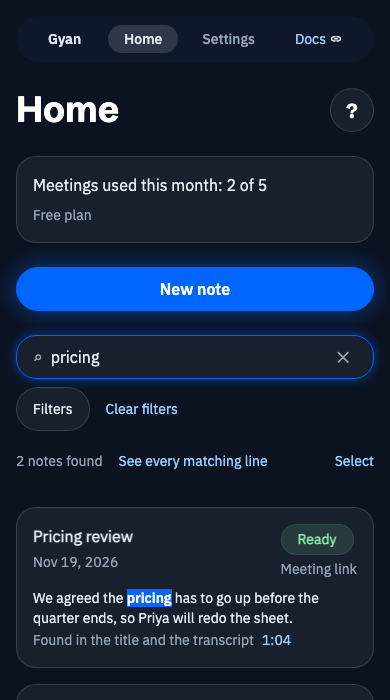 Gyan Home Settings Docs
Home
?
Meetings used this month: 2 of 5
Free plan
New note
pricing
Filters Clear filters
2 notes found See every matching line Select
Pricing review Ready
Nov 19, 2026 Meeting link
We agreed the pricing has to go up before the
quarter ends, so Priya will redo the sheet.
Found in the title and the transcript 1:04